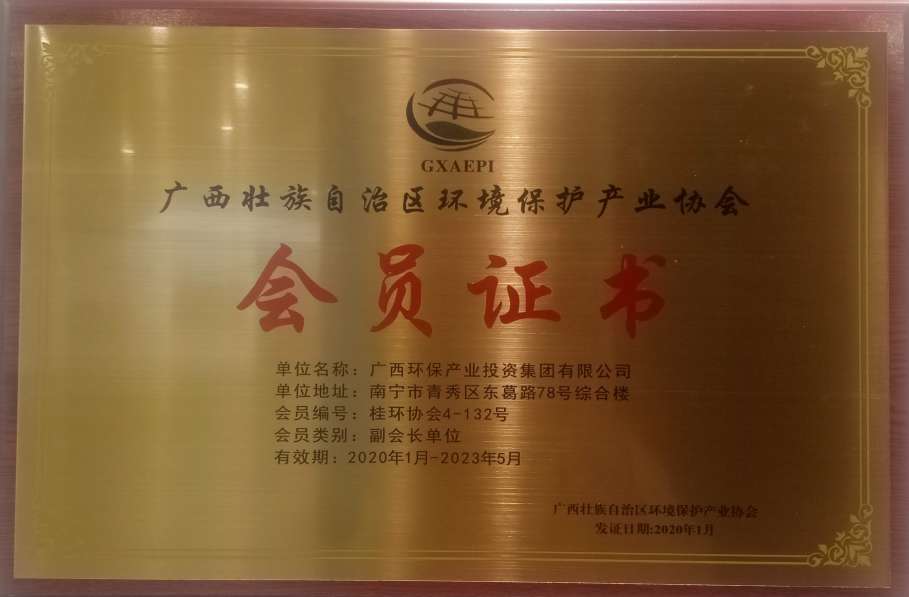 GXAEPI
广西壮族自治区环境保护产业协会
会员证书
单位名称：广西环保产业投资集团有限公司
单位地址：南宁市青秀区东葛路78号综合楼
会员编号：桂环协会4-132号
会员类别：副会长单位
有效期：2020年1月-2023年5月
广西壮族自治区环境保护产业协会
发证日期:2020年1月